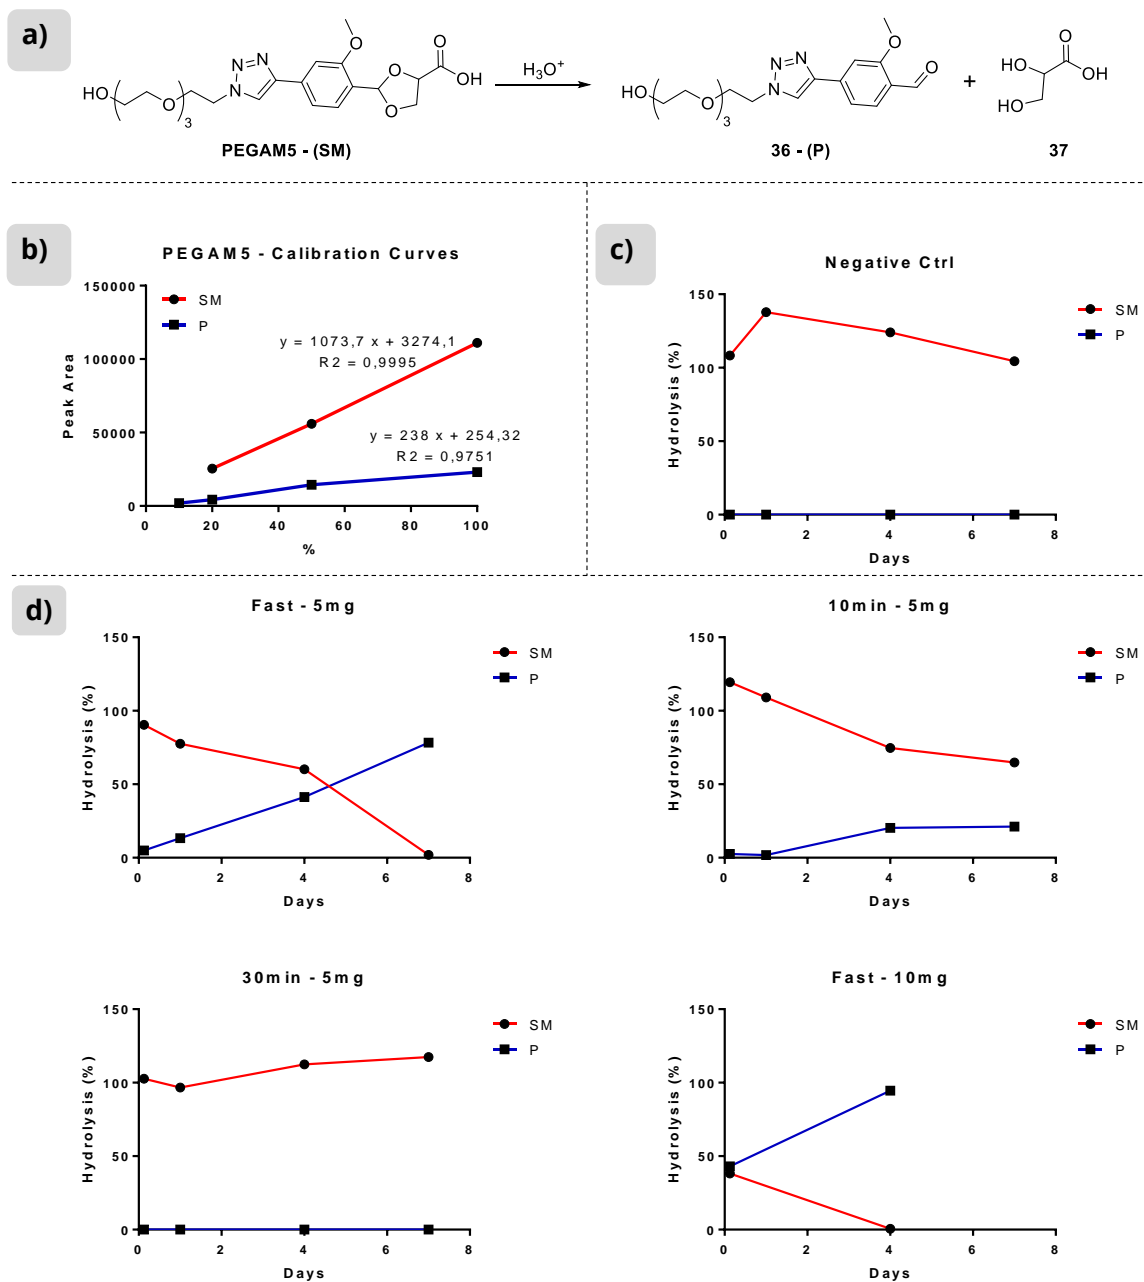 a)
HO
O
3
N
N
N
O
O
O
O
OH
H3O+
HO
O
3
N
N
N
O
O
+
HO
HO
O
OH
PEGAM5 - (SM)
36 - (P)
37
b)
PEGAM5 - Calibration Curves
150000
100000
50000
0
Peak Area
SM
P
y = 1073,7 x + 3274,1
R2 = 0,9995
y = 238 x + 254,32
R2 = 0,9751
0 20 40 60 80 100
%
c)
Negative Ctrl
150
100
50
0
Hydrolysis (%)
SM
P
0 2 4 6 8
Days
d)
Fast - 5mg
150
100
50
0
Hydrolysis (%)
SM
P
0 2 4 6 8
Days
10min - 5mg
150
100
50
0
Hydrolysis (%)
SM
P
0 2 4 6 8
Days
30min - 5mg
150
100
50
0
Hydrolysis (%)
SM
P
0 2 4 6 8
Days
Fast - 10mg
150
100
50
0
Hydrolysis (%)
SM
P
0 2 4 6 8
Days